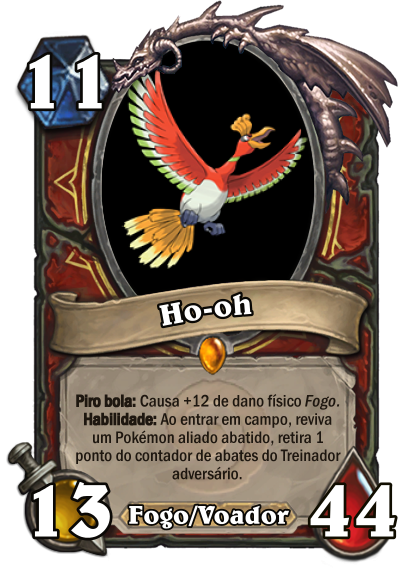 11
Ho-oh
Piro bola: Causa +12 de dano físico Fogo.
Habilidade: Ao entrar em campo, reviva
um Pokémon aliado abatido, retira 1
ponto do contador de abates do Treinador
adversário.
13
Fogo/Voador
44